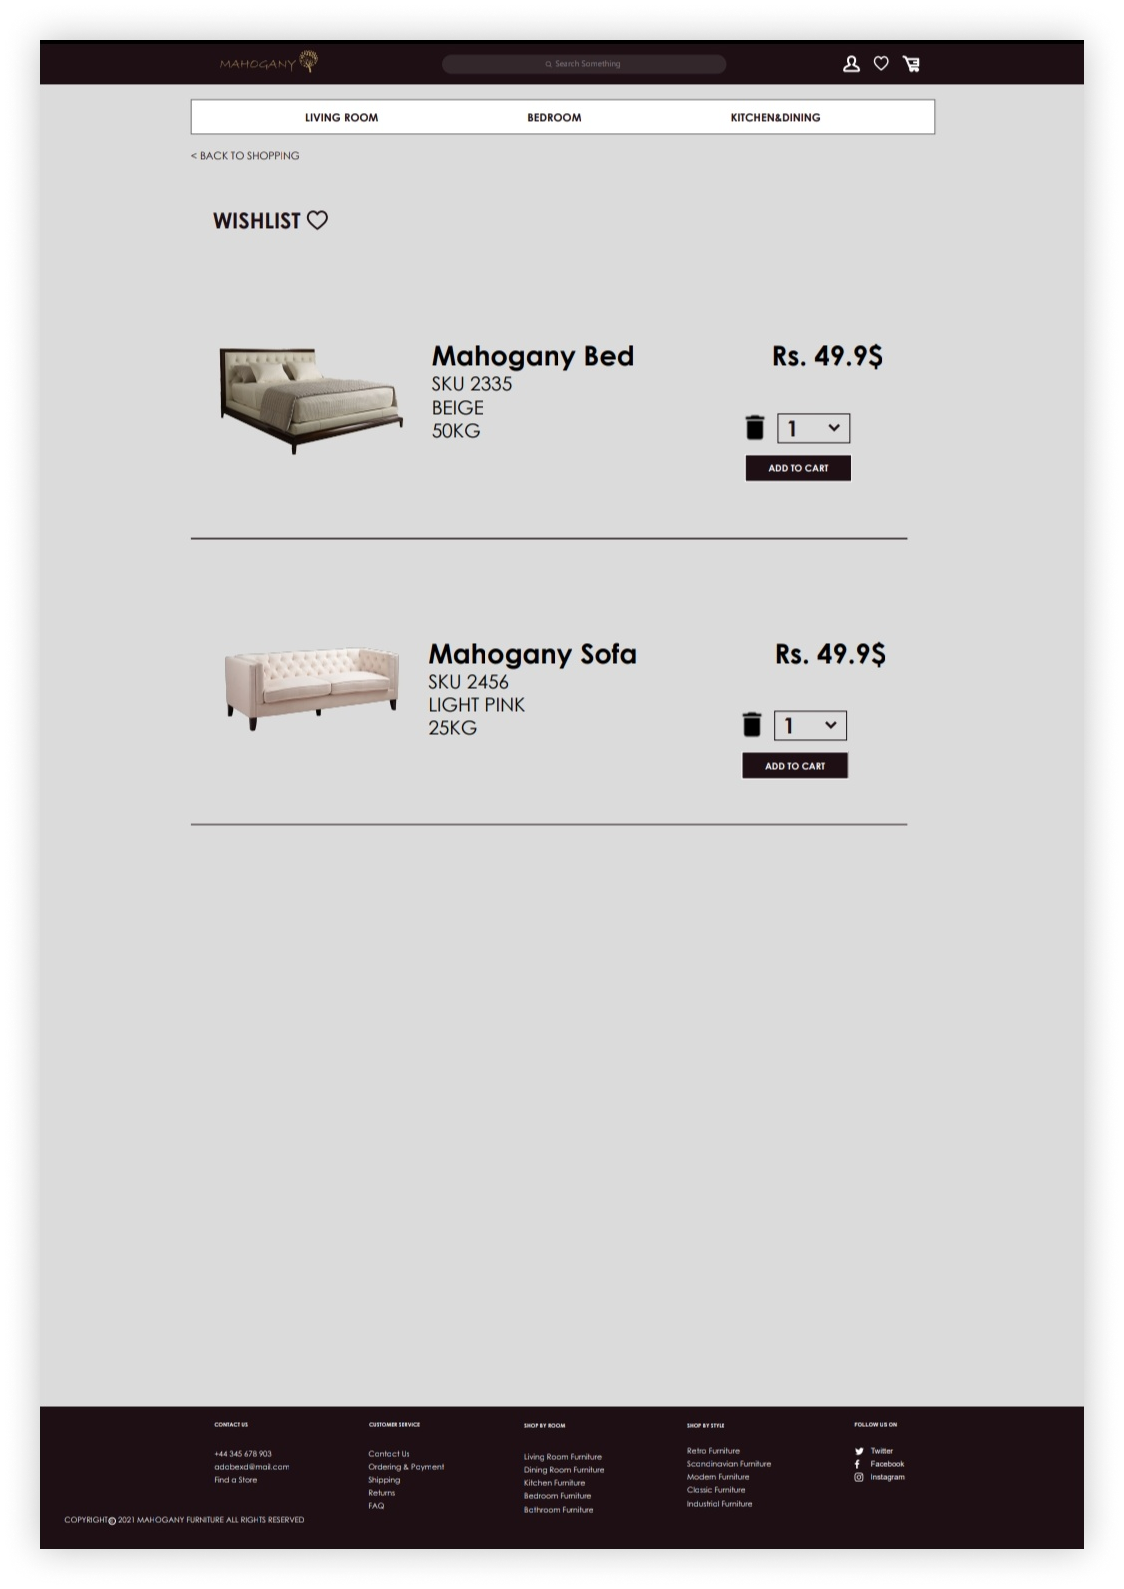 MAHOGANY
Search Something
LIVING ROOM BEDROOM KITCHEN&DINING
< BACK TO SHOPPING
WISHLIST
Mahogany Bed Rs. 49.9$
SKU 2335
BEIGE
50KG
1
ADD TO CART
Mahogany Sofa Rs. 49.9$
SKU 2456
LIGHT PINK
25KG
1
ADD TO CART
CONTACT US
+44 345 678 903
adobexd@mail.com
Find a Store
CUSTOMER SERVICE
Contact Us
Ordering & Payment
Shipping
Returns
FAQ
SHOP BY ROOM
Living Room Furniture
Dining Room Furniture
Kitchen Furniture
Bedroom Furniture
Bathroom Furniture
SHOP BY STYLE
Retro Furniture
Scandinavian Furniture
Modern Furniture
Classic Furniture
Industrial Furniture
FOLLOW US ON
Twitter
Facebook
Instagram
COPYRIGHT© 2021 MAHOGANY FURNITURE ALL RIGHTS RESERVED